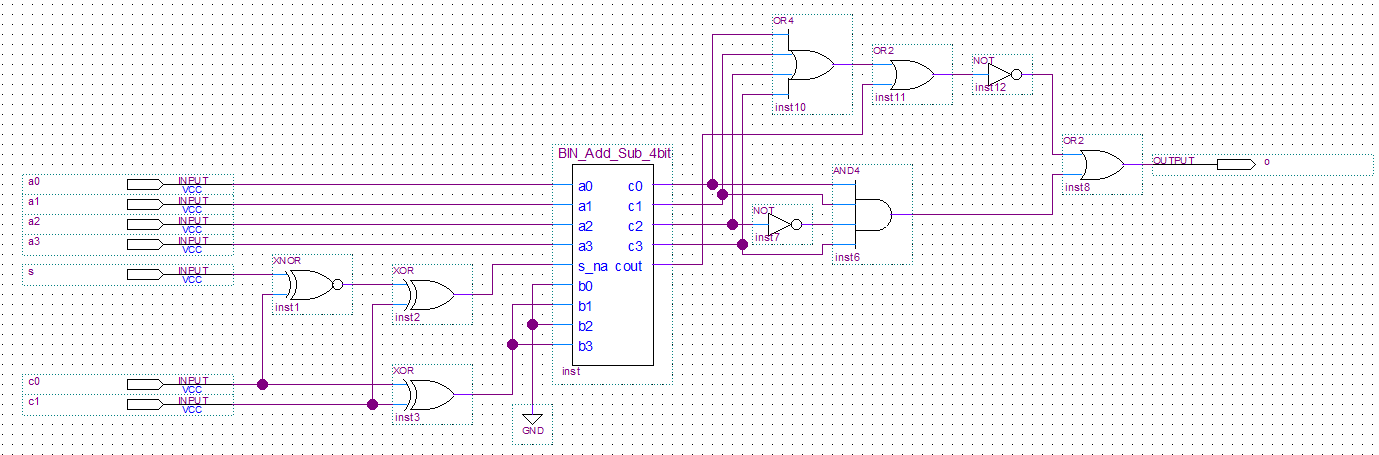 OR4
inst10
OR2
inst11
NOT
inst12
OR2
inst8
OUTPUT
o
BIN_Add_Sub_4bit
a0 c0
a1 c1
a2 c2
a3 c3
s_na cout
b0
b1
b2
b3
inst
AND4
inst6
NOT
inst7
a0 INPUT
VCC
a1 INPUT
VCC
a2 INPUT
VCC
a3 INPUT
VCC
s INPUT
VCC
XNOR
inst1
XOR
inst2
c0 INPUT
VCC
c1 INPUT
VCC
XOR
inst3
GND